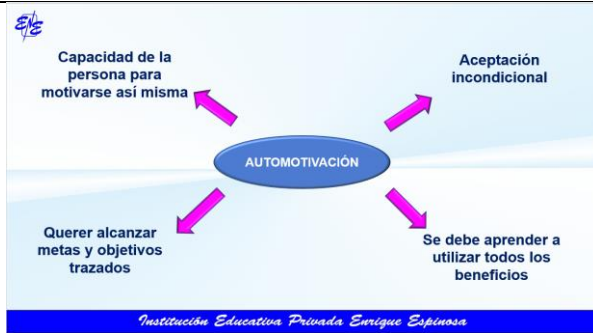 ENE
Capacidad de la
persona para
motivarse así misma
Aceptación
incondicional
AUTOMOTIVACIÓN
Querer alcanzar
metas y objetivos
trazados
Se debe aprender a
utilizar todos los
beneficios
Institución Educativa Privada Enrique Espinosa